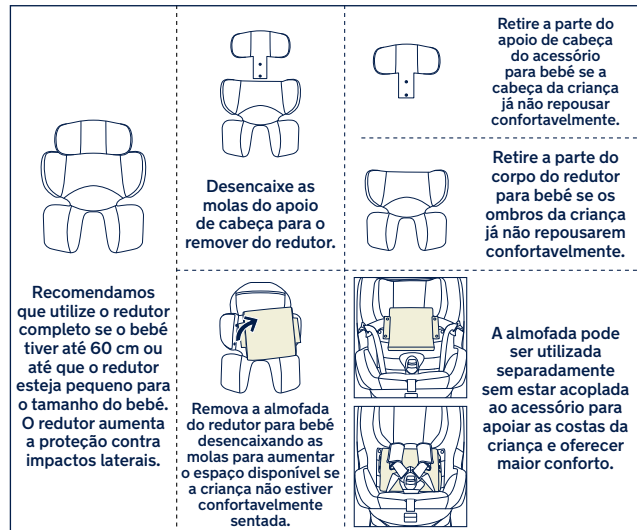 Recomendamos
que utilize o redutor
completo se o bebé
tiver até 60 cm ou
até que o redutor
esteja pequeno para
o tamanho do bebé.
O redutor aumenta
a proteção contra
impactos laterais.
Desencaixe as
molas do apoio
de cabeça para o
remover do redutor.
Remova a almofada
do redutor para bebé
desencaixando as
molas para aumentar
o espaço disponível se
a criança não estiver
confortavelmente
sentada.
Retire a parte do
apoio de cabeça
do acessório
para bebé se a
cabeça da criança
já não repousar
confortavelmente.
Retire a parte do
corpo do redutor
para bebé se os
ombros da criança
já não repousarem
confortavelmente.
A almofada pode
ser utilizada
separadamente
sem estar acoplada
ao acessório para
apoiar as costas da
criança e oferecer
maior conforto.